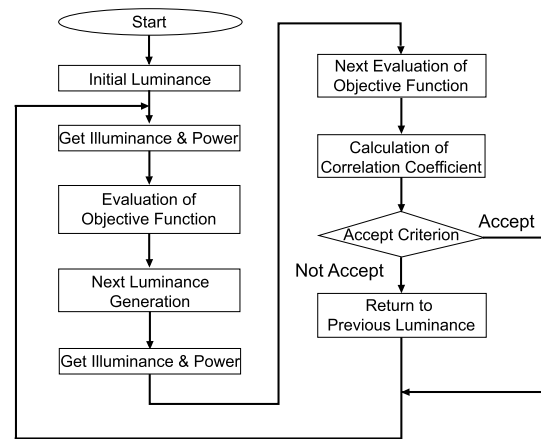 Start
Initial Luminance
Get Illuminance & Power
Evaluation of
Objective Function
Next Luminance
Generation
Get Illuminance & Power
Next Evaluation of
Objective Function
Calculation of
Correlation Coefficient
Accept Criterion
Accept
Not Accept
Return to
Previous Luminance